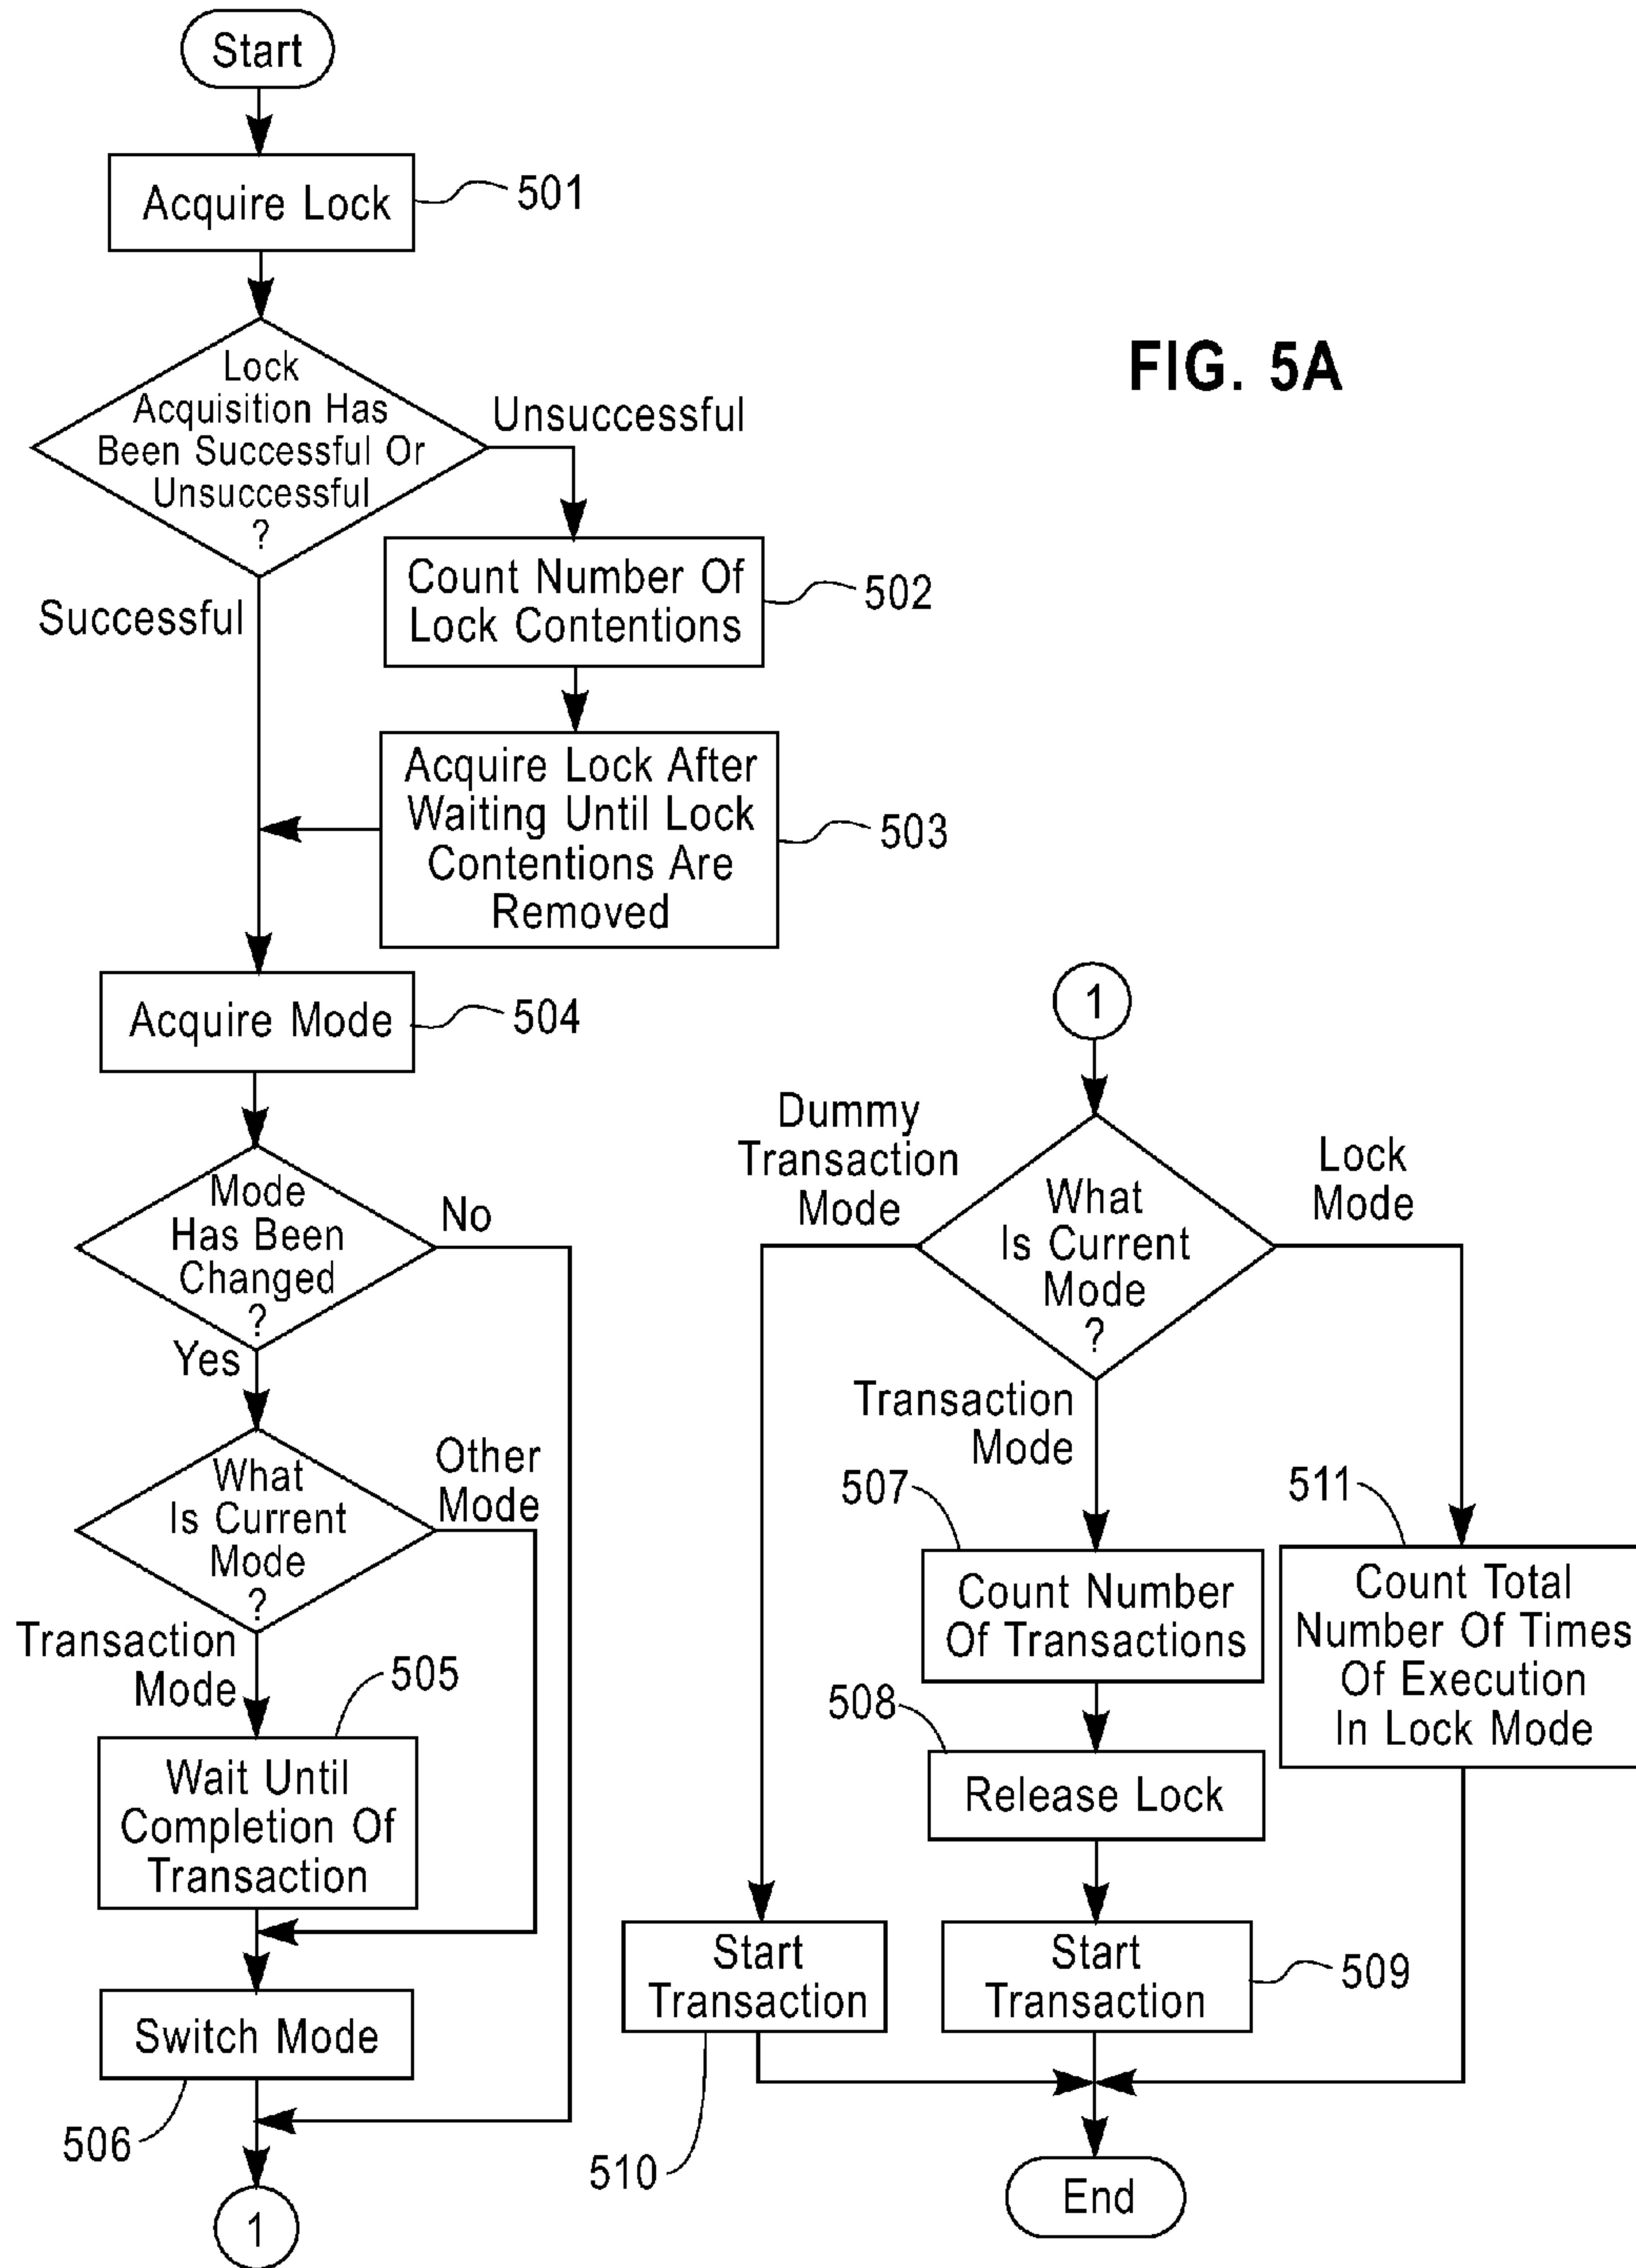 Start
Acquire Lock
501
FIG. 5A
Lock
Acquisition Has
Been Successful Or
Unsuccessful
?
Unsuccessful
Successful
Count Number Of
Lock Contentions
502
Acquire Lock After
Waiting Until Lock
Contentions Are
Removed
503
Acquire Mode
504
Mode
Has Been
Changed
?
No
Yes
What
Is Current
Mode
?
Other
Mode
Transaction
Mode
505
Wait Until
Completion Of
Transaction
Switch Mode
506
1
1
Dummy
Transaction
Mode
What
Is Current
Mode
?
Lock
Mode
Transaction
Mode
507
Count Number
Of Transactions
511
Count Total
Number Of Times
Of Execution
In Lock Mode
508
Release Lock
Start
Transaction
510
Start
Transaction
509
End